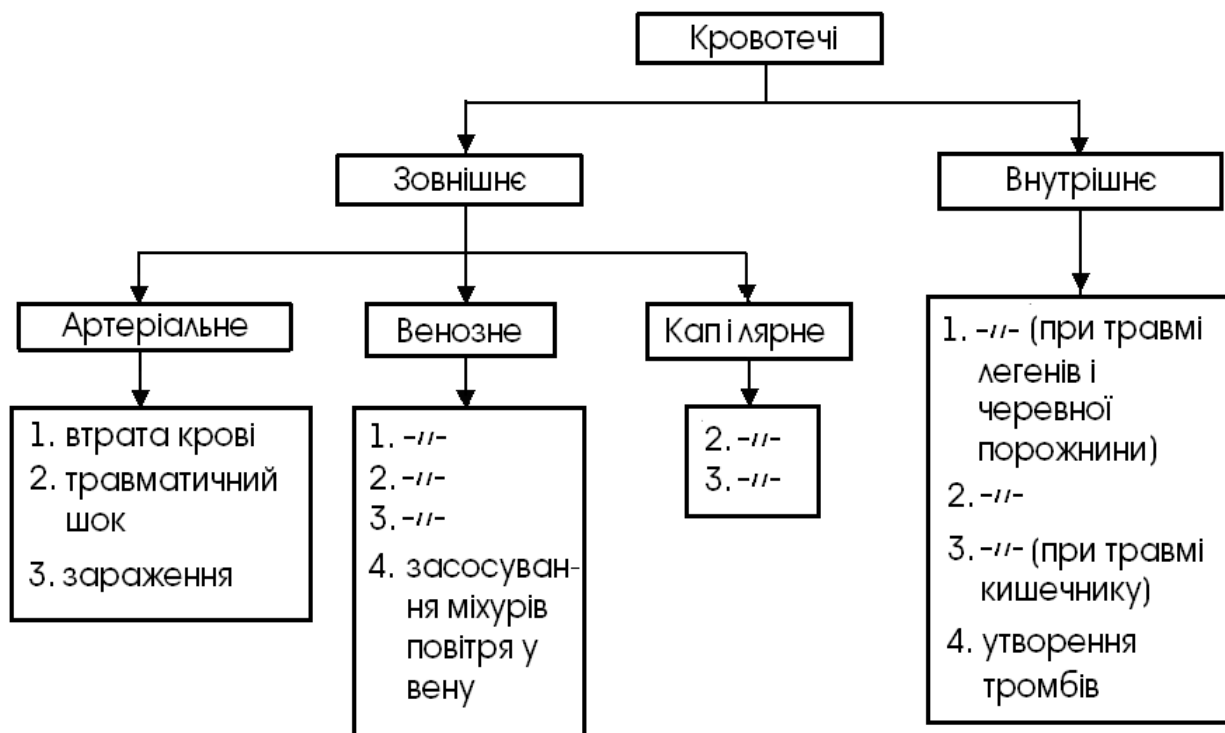 Кровотечі
Зовнішнє
Внутрішнє
Артеріальне
Венозне
Капілярне
1. втрата крові
2. травматичний
шок
3. зараження
1. -//-
2. -//-
3. -//-
4. засосуван-
ня міхурів
повітря у
вену
2. -//-
3. -//-
1. -//- (при травмі
легенів і
черевної
порожнини)
2. -//-
3. -//- (при травмі
кишечнику)
4. утворення
тромбів